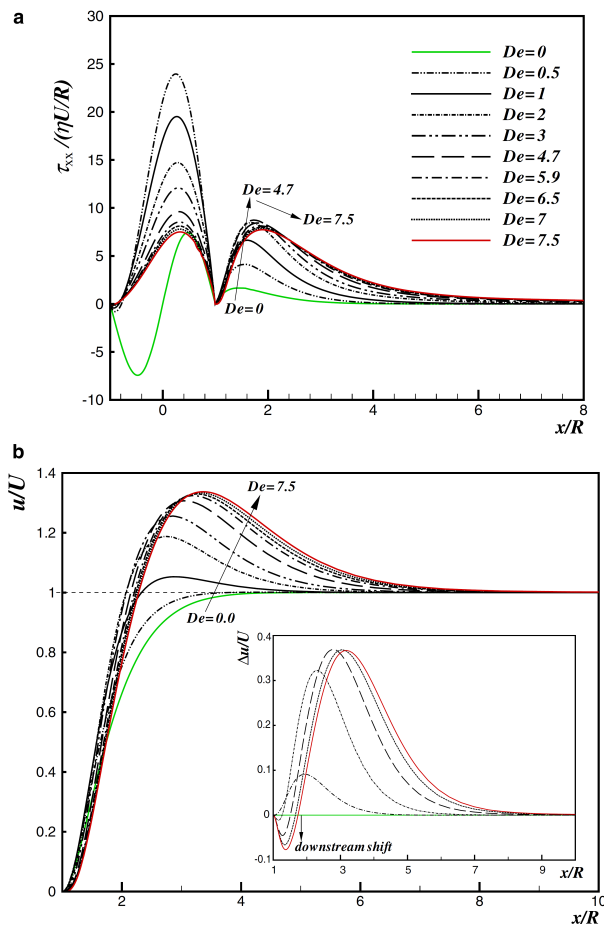 a
τxx /(ηU/R)
30
25
20
15
10
5
0
-5
-10
De=0
De=0.5
De=1
De=2
De=3
De=4.7
De=5.9
De=6.5
De=7
De=7.5
De=4.7
De=7.5
De=0
0 2 4 6 8
x/R
b
u/U
1.4
1.2
1
0.8
0.6
0.4
0.2
0
De=7.5
De=0.0
Δu/U
0.4
0.3
0.2
0.1
0
-0.1
downstream shift
1 3 5 7 9
x/R
2 4 6 8 10
x/R